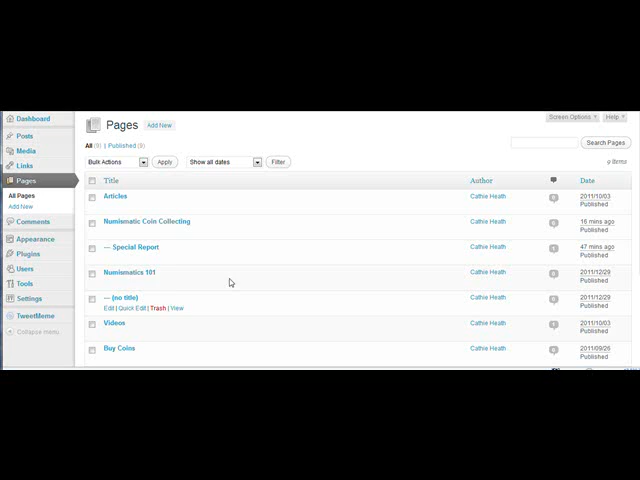 Dashboard
Posts
Media
Links
Pages
All Pages
Add New
Comments
Appearance
Plugins
Users
Tools
Settings
TweetMeme
Collapse menu
Screen Options
Help
Pages
Add New
All (9) | Published (9)
Search Pages
Bulk Actions
Apply
Show all dates
Filter
9 items
Title
Author
Date
Articles
Cathie Heath
2011/10/03
Published
Numismatic Coin Collecting
Cathie Heath
16 mins ago
Published
— Special Report
Cathie Heath
47 mins ago
Published
Numismatics 101
Cathie Heath
2011/12/29
Published
— (no title)
Edit | Quick Edit | Trash | View
Cathie Heath
2011/12/29
Published
Videos
Cathie Heath
2011/10/03
Published
Buy Coins
Cathie Heath
2011/09/26
Published